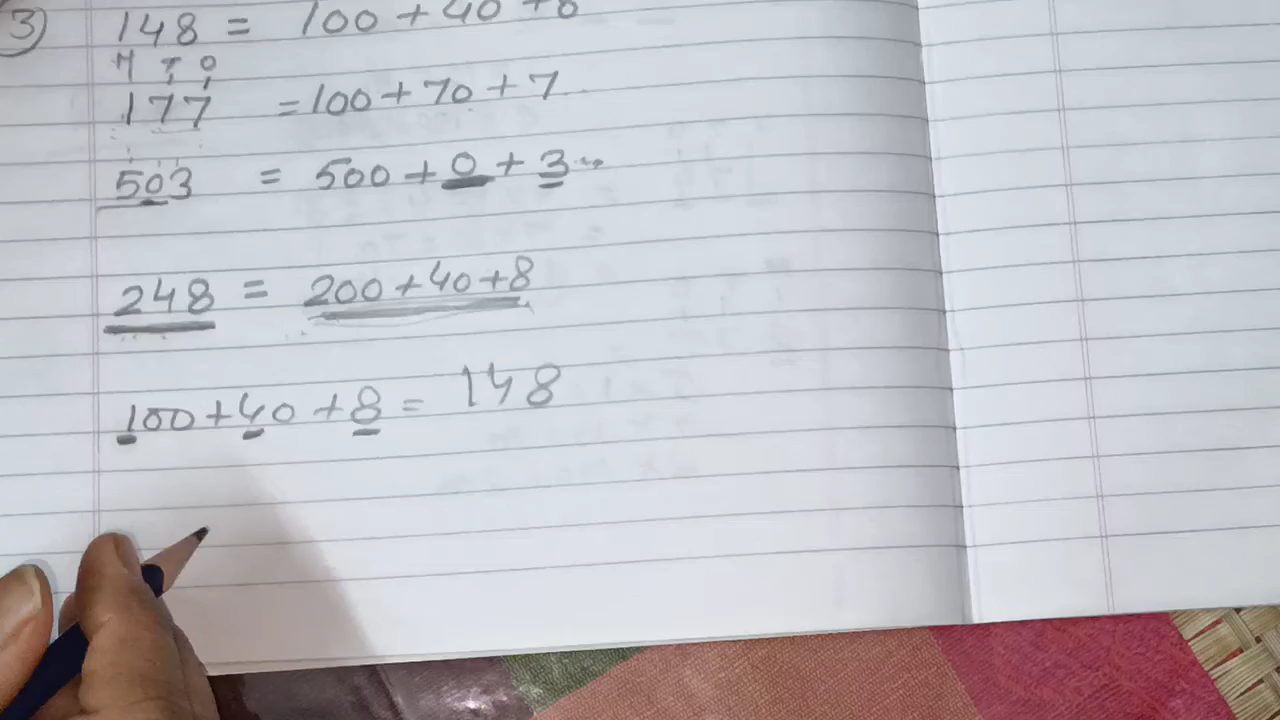 3) 148 = 100 + 40 + 8
H T O
177 = 100 + 70 + 7
503 = 500 + 0 + 3
248 = 200 + 40 + 8
100 + 40 + 8 = 148